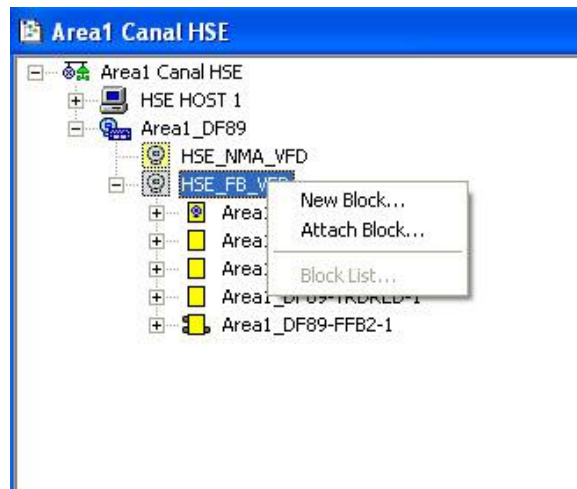 Area1 Canal HSE
Area1 Canal HSE
HSE HOST 1
Area1_DF89
HSE_NMA_VFD
HSE_FB_VFD
New Block...
Attach Block...
Block List...
Area1
Area1
Area1
Area1_DF89-TRDRED-1
Area1_DF89-FFB2-1